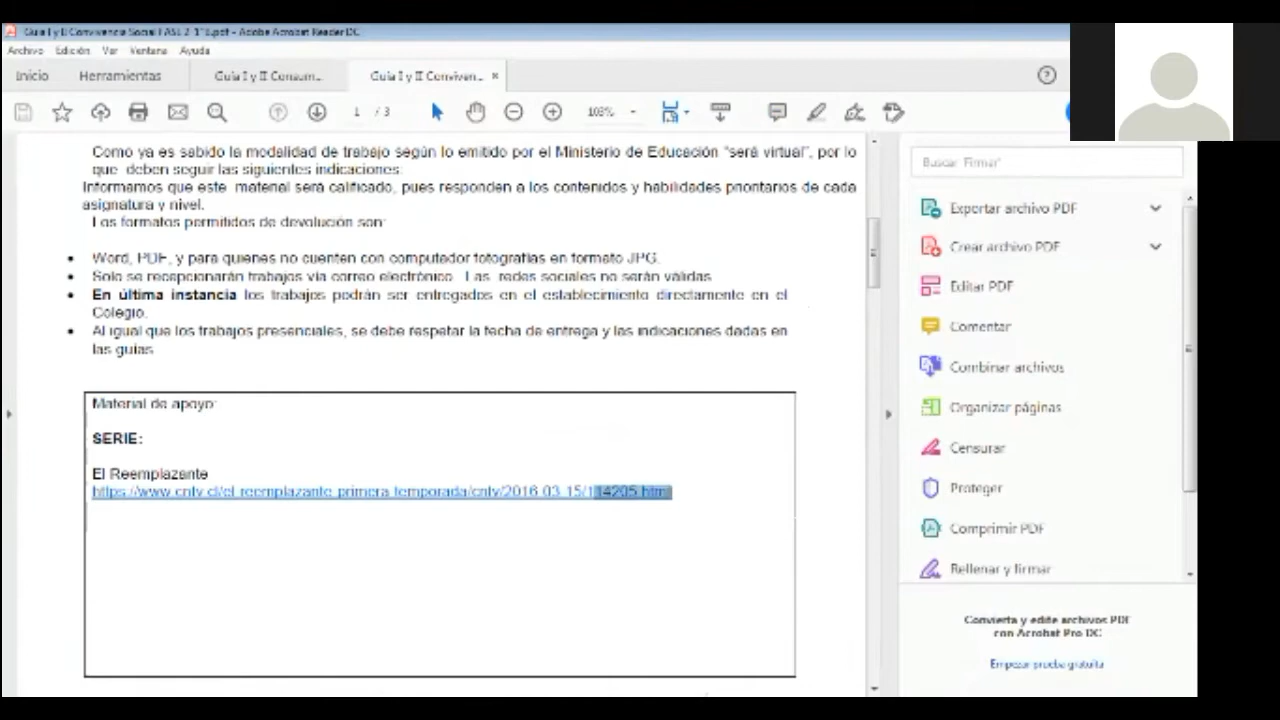 Guia I y II Convivencia Social FASE 2 1°B.pdf - Adobe Acrobat Reader DC
Archivo Edición Ver Ventana Ayuda
Inicio Herramientas Guia I y II Consum... Guia I y II Conviven... ×
1 / 3 103%
Como ya es sabido la modalidad de trabajo según lo emitido por el Ministerio de Educación “será virtual”, por lo
que deben seguir las siguientes indicaciones:
Informamos que este material será calificado, pues responden a los contenidos y habilidades prioritarios de cada
asignatura y nivel.
Los formatos permitidos de devolución son:
• Word, PDF, y para quienes no cuenten con computador fotografías en formato JPG.
• Solo se recepcionarán trabajos vía correo electrónico. Las redes sociales no serán válidas
• En última instancia los trabajos podrán ser entregados en el establecimiento directamente en el
Colegio.
• Al igual que los trabajos presenciales, se debe respetar la fecha de entrega y las indicaciones dadas en
las guías
Material de apoyo:
SERIE:
El Reemplazante
https://www.cntv.cl/el-reemplazante-primera-temporada/cntv/2016-03-15/114205.html
Buscar 'Firmar'
Exportar archivo PDF
Crear archivo PDF
Editar PDF
Comentar
Combinar archivos
Organizar páginas
Censurar
Proteger
Comprimir PDF
Rellenar y firmar
Convierta y edite archivos PDF
con Acrobat Pro DC
Empezar prueba gratuita